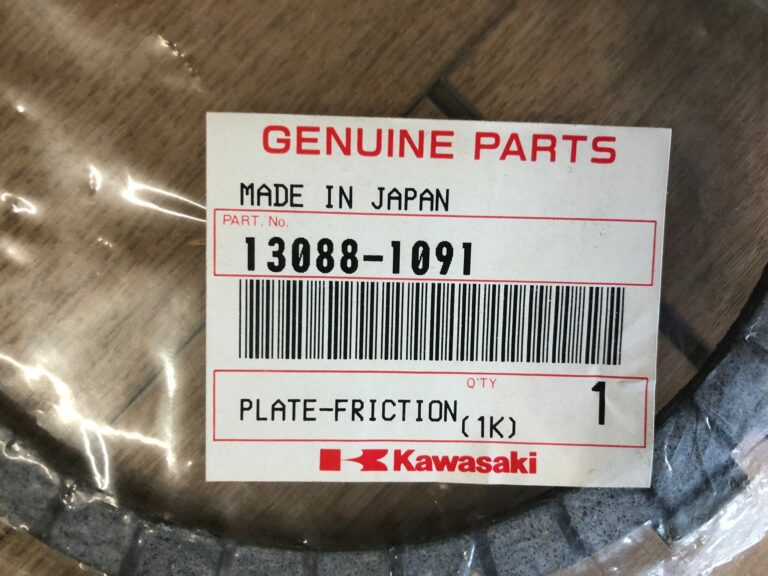 GENUINE PARTS
MADE IN JAPAN
PART. No.
13088-1091
Q'TY
PLATE-FRICTION (1K) 1
Kawasaki